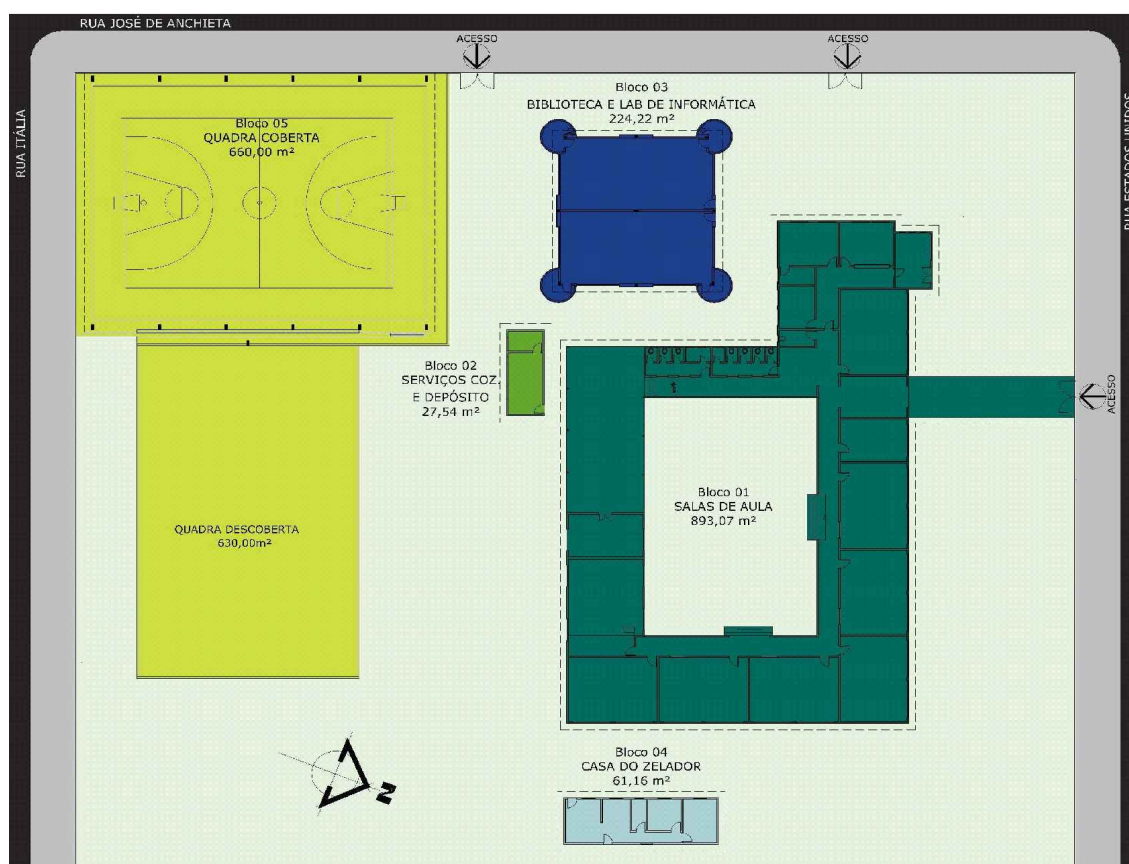 RUA JOSÉ DE ANCHIETA
ACESSO
ACESSO
RUA ITÁLIA
RUA ESTADOS UNIDOS
Bloco 03
BIBLIOTECA E LAB DE INFORMÁTICA
224,22 m²
Bloco 05
QUADRA COBERTA
660,00 m²
Bloco 02
SERVIÇOS COZ.
E DEPÓSITO
27,54 m²
ACESSO
Bloco 01
SALAS DE AULA
893,07 m²
QUADRA DESCOBERTA
630,00m²
Bloco 04
CASA DO ZELADOR
61,16 m²
N